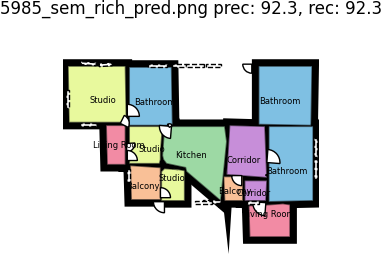 5985_sem_rich_pred.png prec: 92.3, rec: 92.3
Studio
Bathroom
Bathroom
Living Room
Studio
Kitchen
Corridor
Bathroom
Studio
Balcony
Balcony
Corridor
Living Room